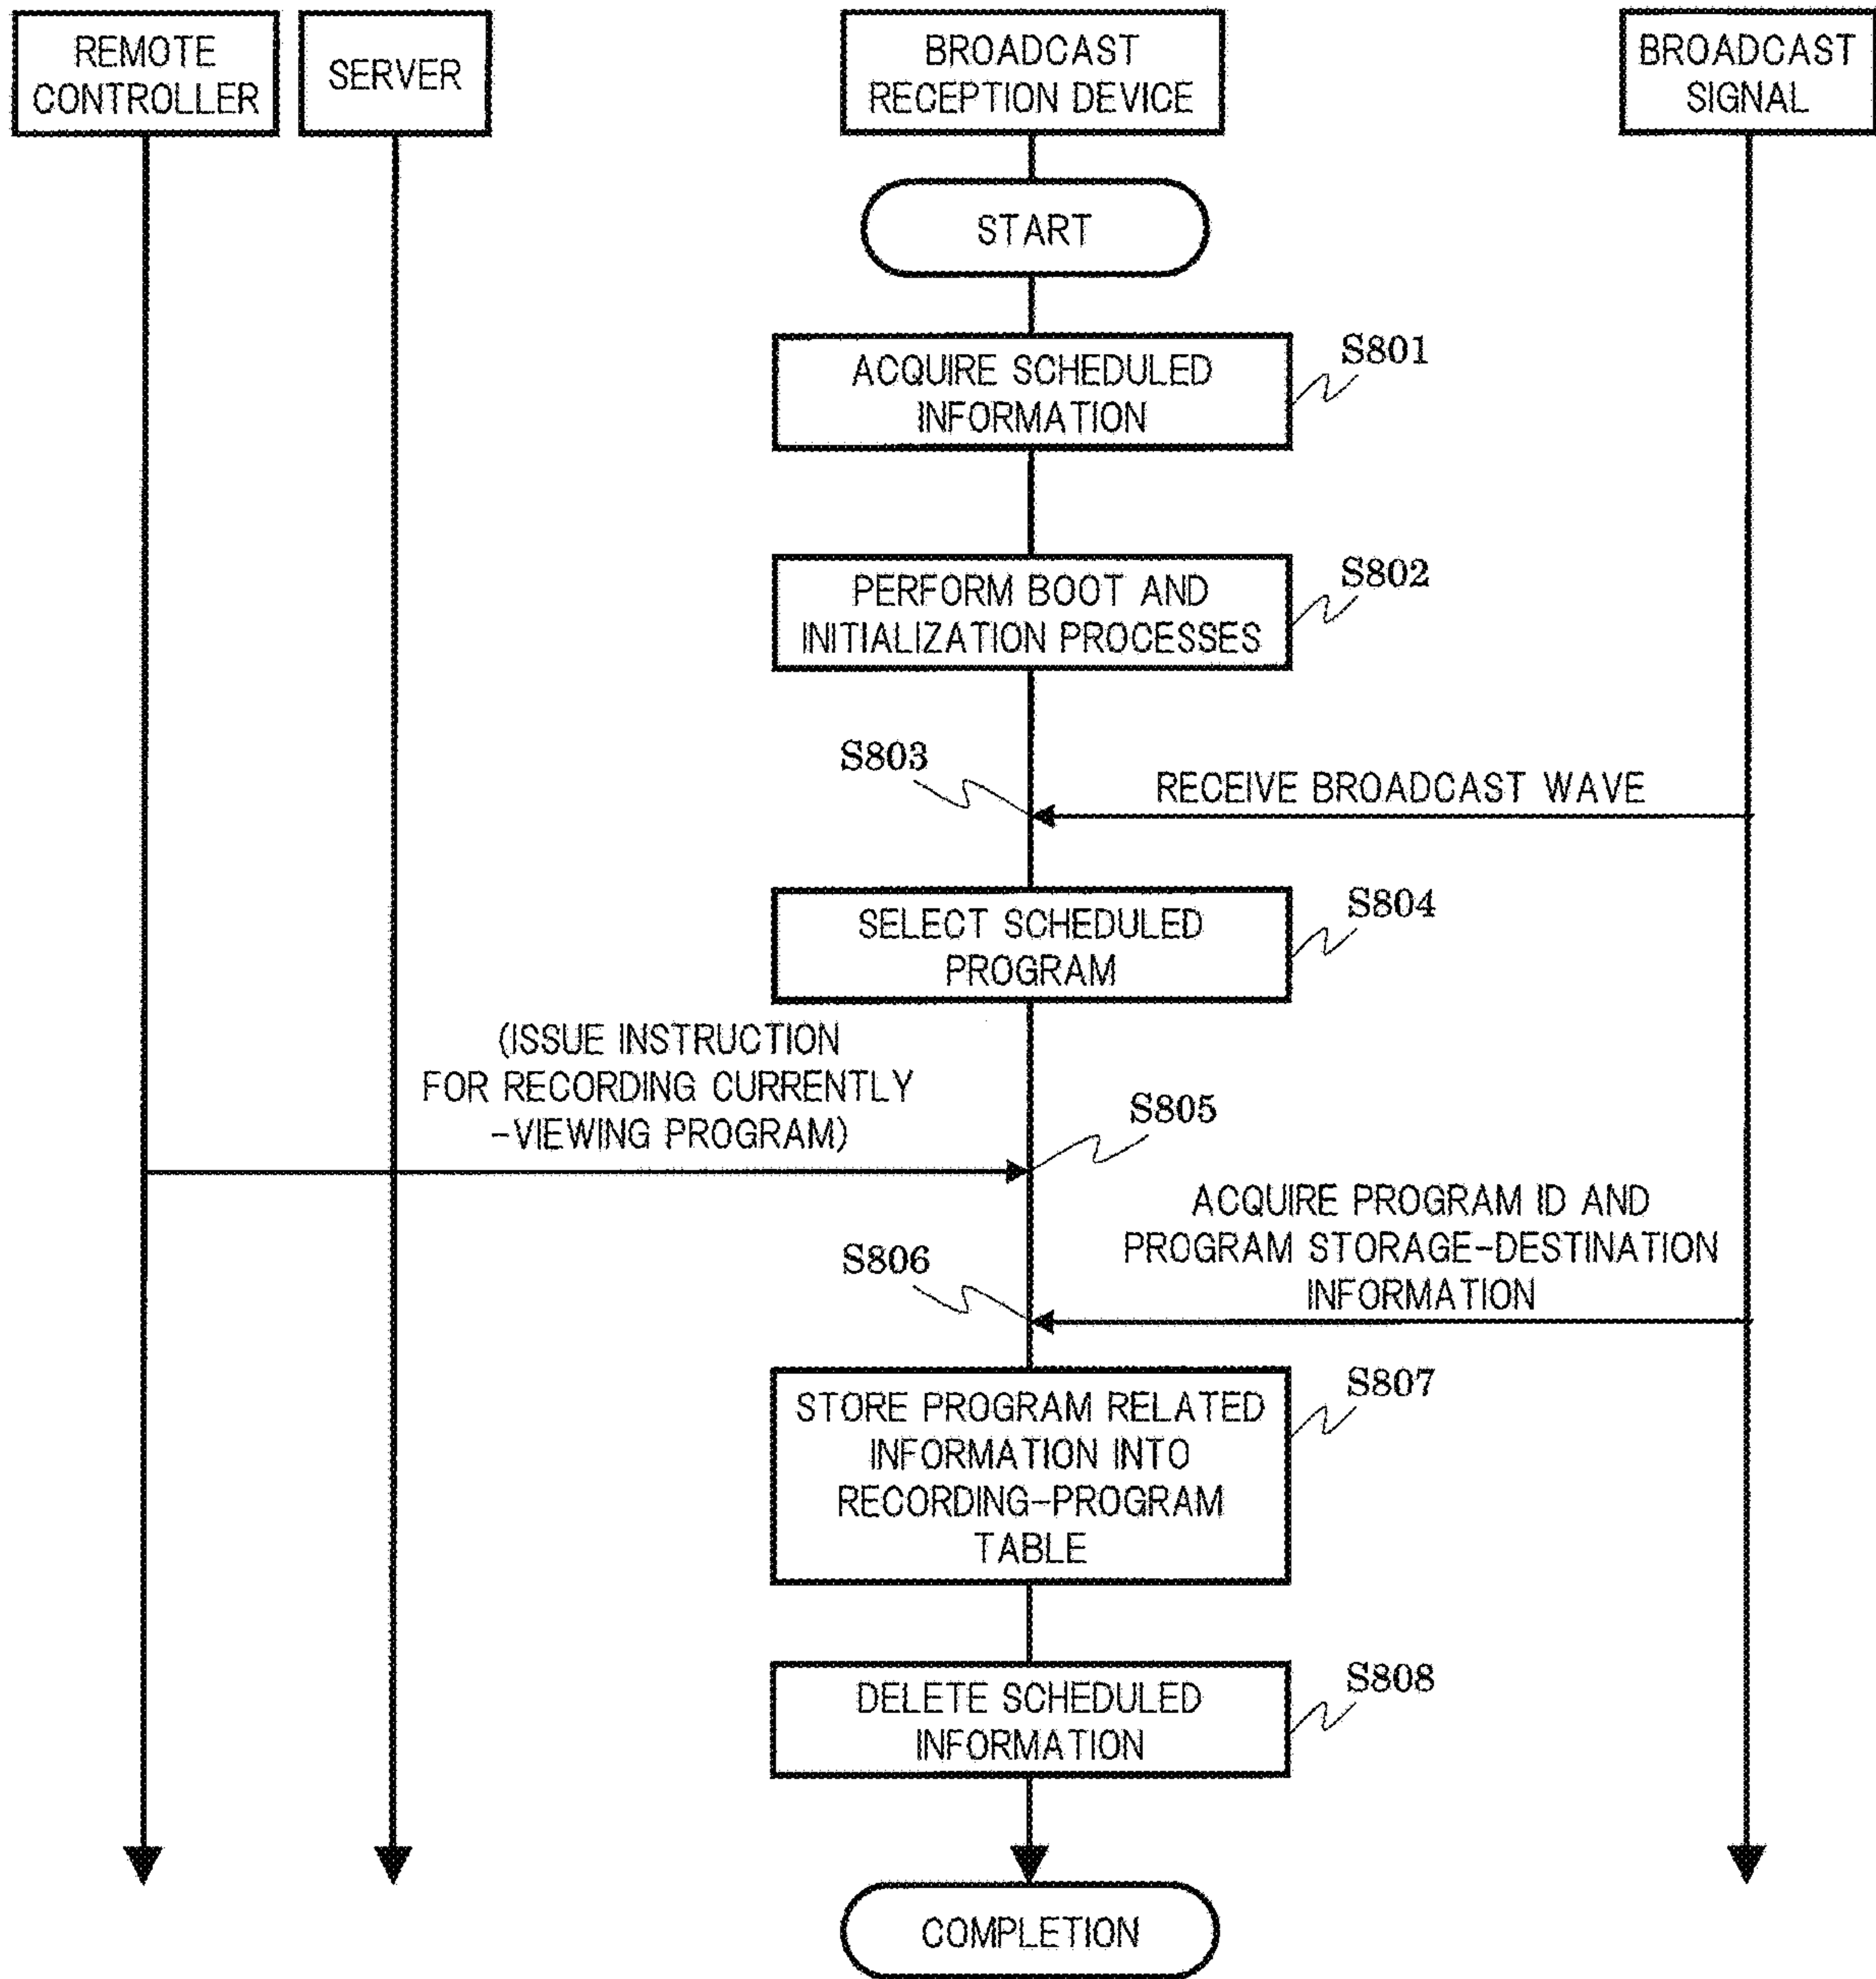 REMOTE
CONTROLLER
SERVER
BROADCAST
RECEPTION DEVICE
BROADCAST
SIGNAL
START
ACQUIRE SCHEDULED
INFORMATION
S801
PERFORM BOOT AND
INITIALIZATION PROCESSES
S802
S803
RECEIVE BROADCAST WAVE
SELECT SCHEDULED
PROGRAM
S804
(ISSUE INSTRUCTION
FOR RECORDING CURRENTLY
-VIEWING PROGRAM)
S805
ACQUIRE PROGRAM ID AND
PROGRAM STORAGE-DESTINATION
INFORMATION
S806
STORE PROGRAM RELATED
INFORMATION INTO
RECORDING-PROGRAM
TABLE
S807
DELETE SCHEDULED
INFORMATION
S808
COMPLETION